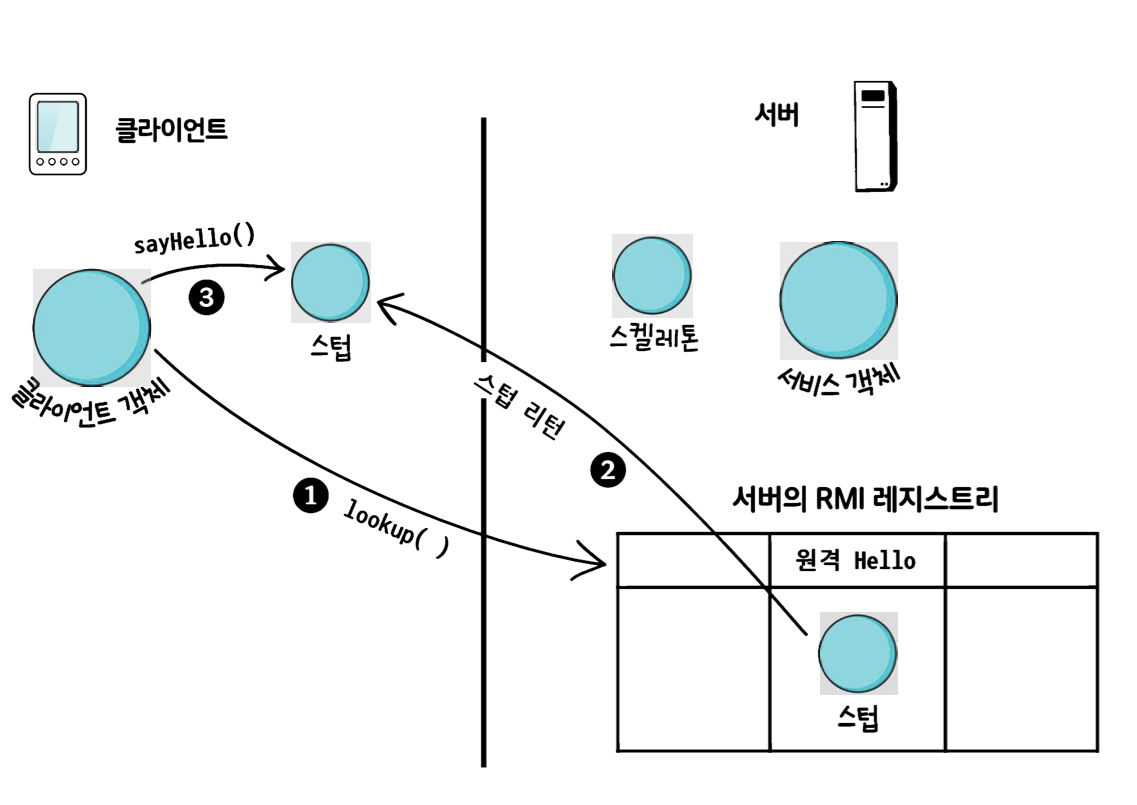 클라이언트
서버
sayHello()
3
스텁
클라이언트 객체
스켈레톤
서비스 객체
스텁 리턴
2
1
lookup( )
서버의 RMI 레지스트리
원격 Hello
스텁